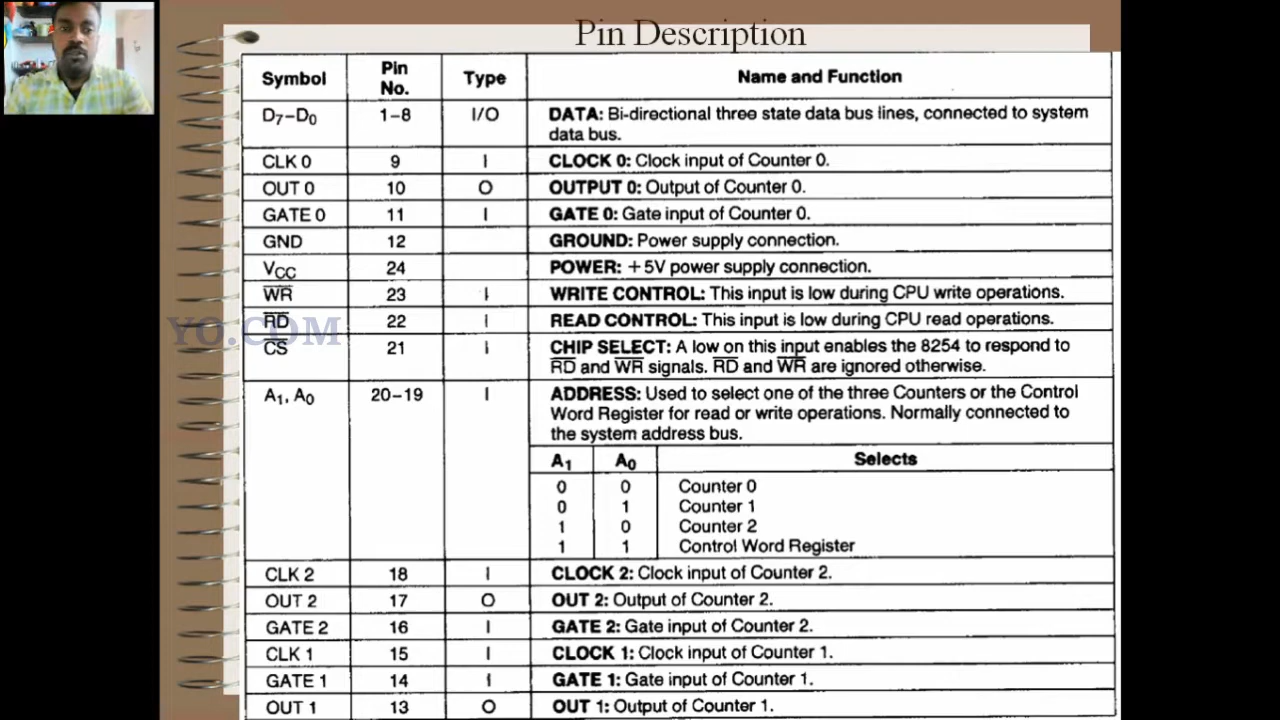 Pin Description
Symbol Pin No. Type Name and Function
D7–D0 1–8 I/O DATA: Bi-directional three state data bus lines, connected to system
data bus.
CLK 0 9 I CLOCK 0: Clock input of Counter 0.
OUT 0 10 O OUTPUT 0: Output of Counter 0.
GATE 0 11 I GATE 0: Gate input of Counter 0.
GND 12 GROUND: Power supply connection.
VCC 24 POWER: +5V power supply connection.
W̅R̅ 23 I WRITE CONTROL: This input is low during CPU write operations.
R̅D̅ 22 I READ CONTROL: This input is low during CPU read operations.
YO.COM
C̅S̅ 21 I CHIP SELECT: A low on this input enables the 8254 to respond to
R̅D̅ and W̅R̅ signals. R̅D̅ and W̅R̅ are ignored otherwise.
A1, A0 20–19 I ADDRESS: Used to select one of the three Counters or the Control
Word Register for read or write operations. Normally connected to
the system address bus.
A1 A0 Selects
0 0 Counter 0
0 1 Counter 1
1 0 Counter 2
1 1 Control Word Register
CLK 2 18 I CLOCK 2: Clock input of Counter 2.
OUT 2 17 O OUT 2: Output of Counter 2.
GATE 2 16 I GATE 2: Gate input of Counter 2.
CLK 1 15 I CLOCK 1: Clock input of Counter 1.
GATE 1 14 I GATE 1: Gate input of Counter 1.
OUT 1 13 O OUT 1: Output of Counter 1.